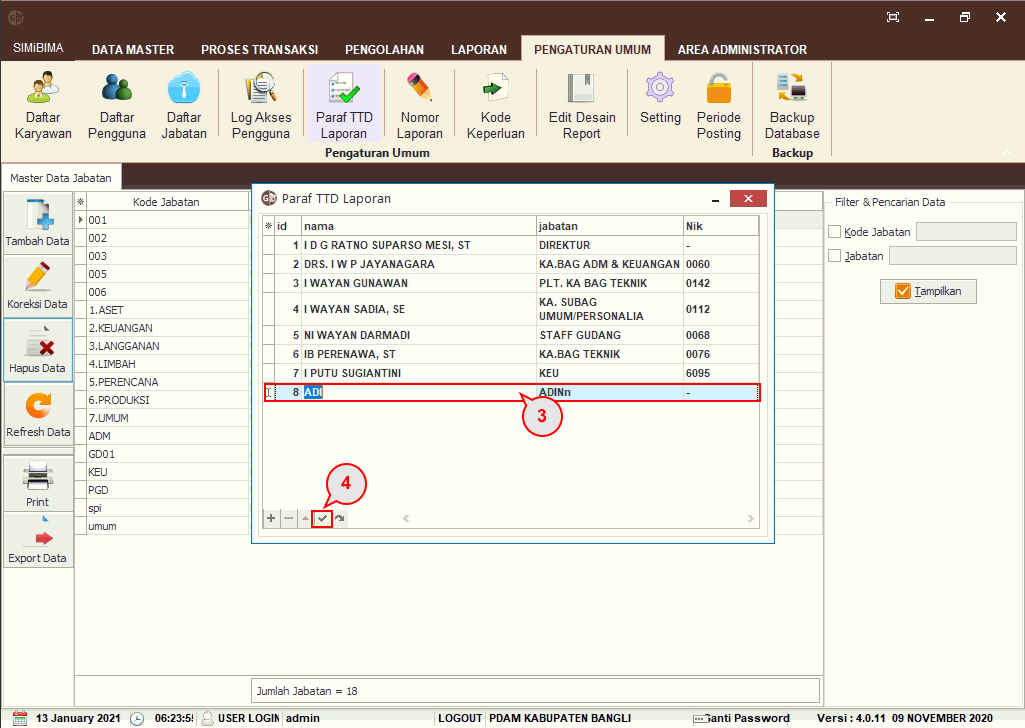 SIMiBIMA
DATA MASTER PROSES TRANSAKSI PENGOLAHAN LAPORAN PENGATURAN UMUM AREA ADMINISTRATOR
Daftar Karyawan
Daftar Pengguna
Daftar Jabatan
Log Akses Pengguna
Paraf TTD Laporan
Nomor Laporan
Kode Keperluan
Edit Desain Report
Setting
Periode Posting
Backup Database
Pengaturan Umum
Backup
Master Data Jabatan
Tambah Data
Koreksi Data
Hapus Data
Refresh Data
Print
Export Data
Kode Jabatan
001
002
003
005
006
1.ASET
2.KEUANGAN
3.LANGGANAN
4.LIMBAH
5.PERENCANA
6.PRODUKSI
7.UMUM
ADM
GD01
KEU
PGD
spi
umum
Paraf TTD Laporan
id nama jabatan Nik
1 I D G RATNO SUPARSO MESI, ST DIREKTUR -
2 DRS. I W P JAYANAGARA KA.BAG ADM & KEUANGAN 0060
3 I WAYAN GUNAWAN PLT. KA BAG TEKNIK 0142
4 I WAYAN SADIA, SE KA. SUBAG UMUM/PERSONALIA 0112
5 NI WAYAN DARMADI STAFF GUDANG 0068
6 IB PERENAWA, ST KA.BAG TEKNIK 0076
7 I PUTU SUGIANTINI KEU 6095
8 ADI ADINn -
3
4
Filter & Pencarian Data
Kode Jabatan
Jabatan
Tampilkan
Jumlah Jabatan = 18
13 January 2021 06:23:5 USER LOGIN admin LOGOUT PDAM KABUPATEN BANGLI Ganti Password Versi : 4.0.11 09 NOVEMBER 2020